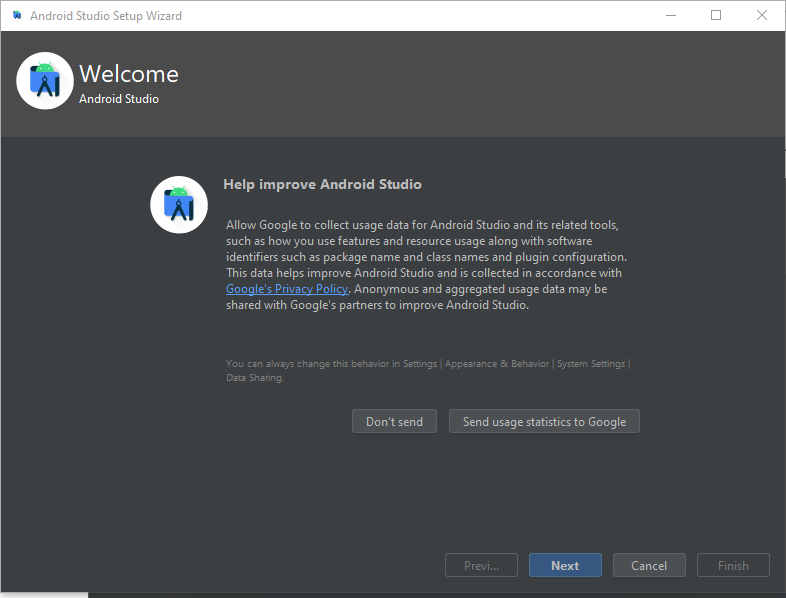 Android Studio Setup Wizard
Welcome
Android Studio
Help improve Android Studio
Allow Google to collect usage data for Android Studio and its related tools,
such as how you use features and resource usage along with software
identifiers such as package name and class names and plugin configuration.
This data helps improve Android Studio and is collected in accordance with
Google's Privacy Policy. Anonymous and aggregated usage data may be
shared with Google's partners to improve Android Studio.
You can always change this behavior in Settings | Appearance & Behavior | System Settings |
Data Sharing.
Don't send Send usage statistics to Google
Previ... Next Cancel Finish